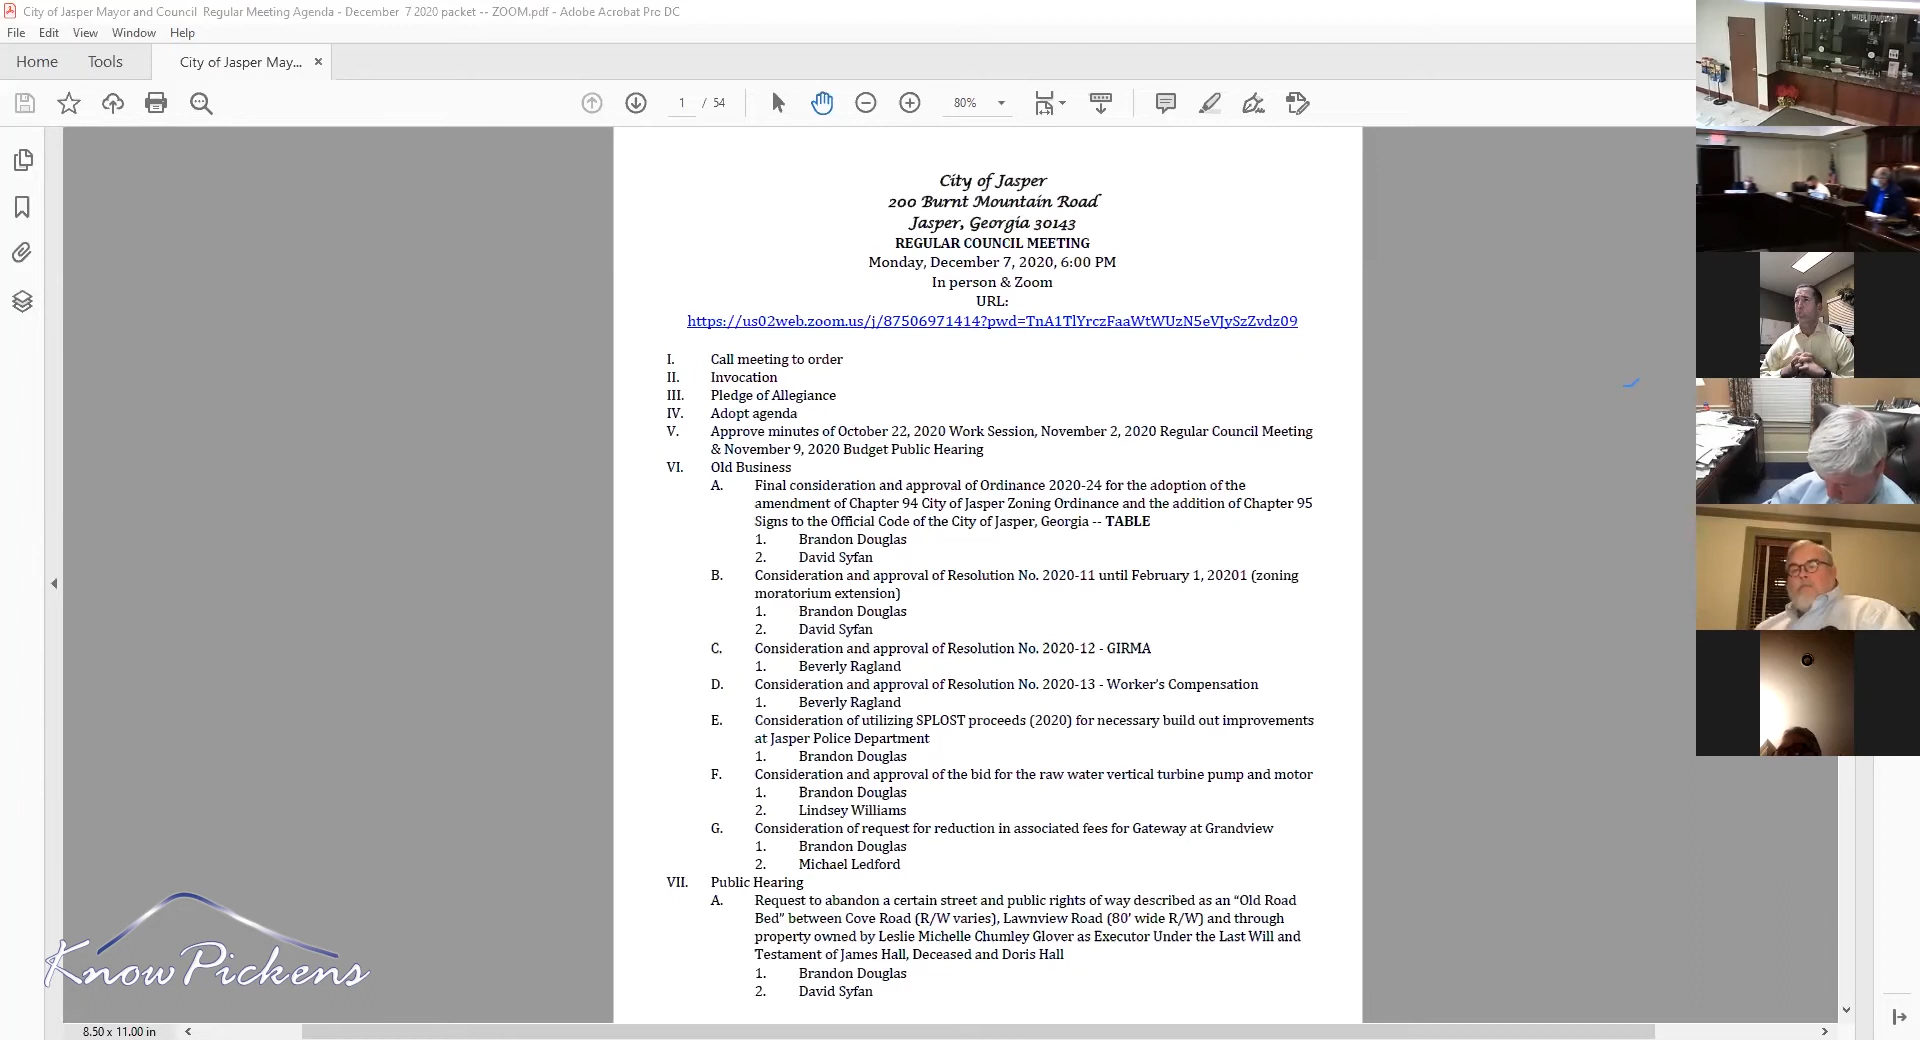 City of Jasper Mayor and Council  Regular Meeting Agenda - December  7 2020 packet -- ZOOM.pdf - Adobe Acrobat Pro DC
File Edit View Window Help
Home Tools City of Jasper May... ×
1 / 54 80%
City of Jasper
200 Burnt Mountain Road
Jasper, Georgia 30143
REGULAR COUNCIL MEETING
Monday, December 7, 2020, 6:00 PM
In person & Zoom
URL:
https://us02web.zoom.us/j/87506971414?pwd=TnA1TlYrczFaaWtWUzN5eVJySzZvdz09
I. Call meeting to order
II. Invocation
III. Pledge of Allegiance
IV. Adopt agenda
V. Approve minutes of October 22, 2020 Work Session, November 2, 2020 Regular Council Meeting
& November 9, 2020 Budget Public Hearing
VI. Old Business
A. Final consideration and approval of Ordinance 2020-24 for the adoption of the
amendment of Chapter 94 City of Jasper Zoning Ordinance and the addition of Chapter 95
Signs to the Official Code of the City of Jasper, Georgia -- TABLE
1. Brandon Douglas
2. David Syfan
B. Consideration and approval of Resolution No. 2020-11 until February 1, 20201 (zoning
moratorium extension)
1. Brandon Douglas
2. David Syfan
C. Consideration and approval of Resolution No. 2020-12 - GIRMA
1. Beverly Ragland
D. Consideration and approval of Resolution No. 2020-13 - Worker's Compensation
1. Beverly Ragland
E. Consideration of utilizing SPLOST proceeds (2020) for necessary build out improvements
at Jasper Police Department
1. Brandon Douglas
F. Consideration and approval of the bid for the raw water vertical turbine pump and motor
1. Brandon Douglas
2. Lindsey Williams
G. Consideration of request for reduction in associated fees for Gateway at Grandview
1. Brandon Douglas
2. Michael Ledford
VII. Public Hearing
A. Request to abandon a certain street and public rights of way described as an “Old Road
Bed” between Cove Road (R/W varies), Lawnview Road (80’ wide R/W) and through
property owned by Leslie Michelle Chumley Glover as Executor Under the Last Will and
Testament of James Hall, Deceased and Doris Hall
1. Brandon Douglas
2. David Syfan
KnowPickens
8.50 x 11.00 in